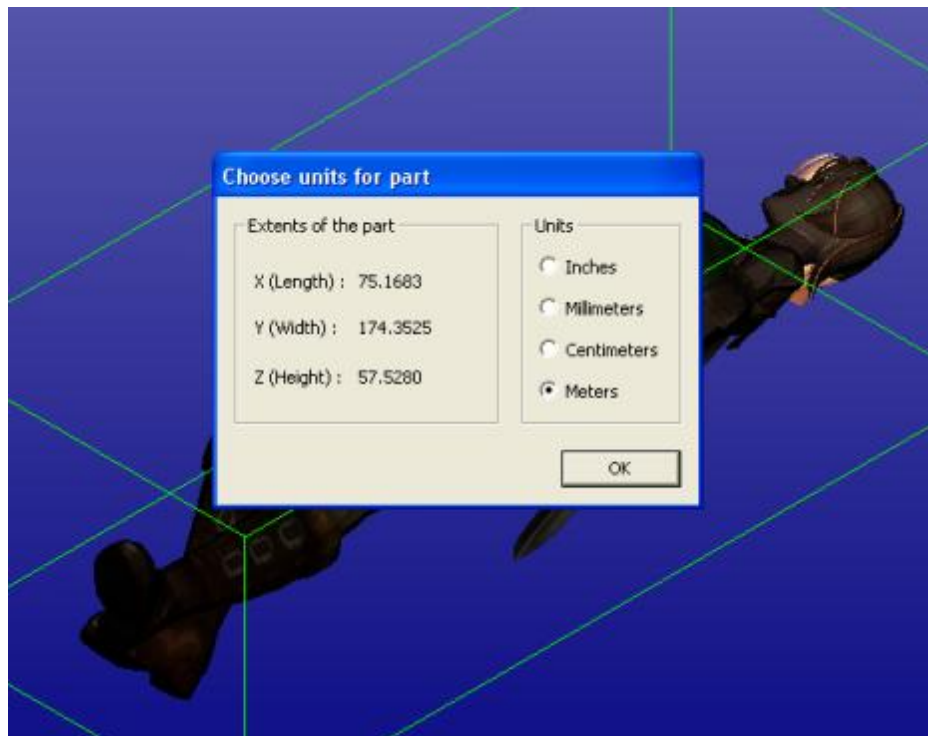 Choose units for part
Extents of the part
X (Length) : 75.1683
Y (Width) : 174.3525
Z (Height) : 57.5280
Units
Inches
Millimeters
Centimeters
Meters
OK